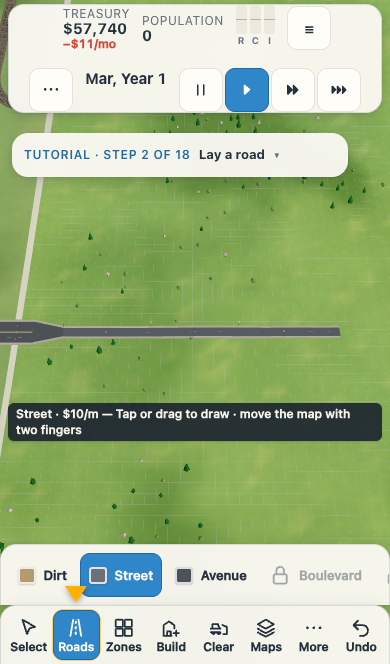 TREASURY
$57,740
−$11/mo
POPULATION
0
R C I
Mar, Year 1
TUTORIAL · STEP 2 OF 18 Lay a road
Street · $10/m — Tap or drag to draw · move the map with
two fingers
Dirt Street Avenue Boulevard
Select Roads Zones Build Clear Maps More Undo